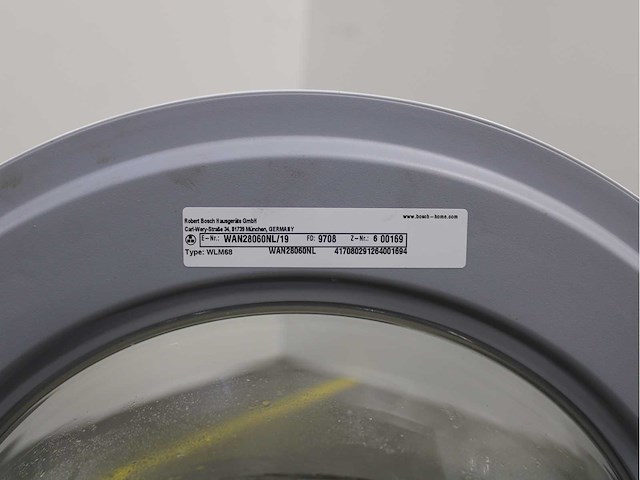 Robert Bosch Hausgeräte GmbH www.bosch-home.com
Carl-Wery-Straße 34, 81739 München, GERMANY
E-Nr.: WAN28060NL/19 FD: 9708 Z-Nr.: 6 00169
Type: WLM68 WAN28060NL 417080291264001694